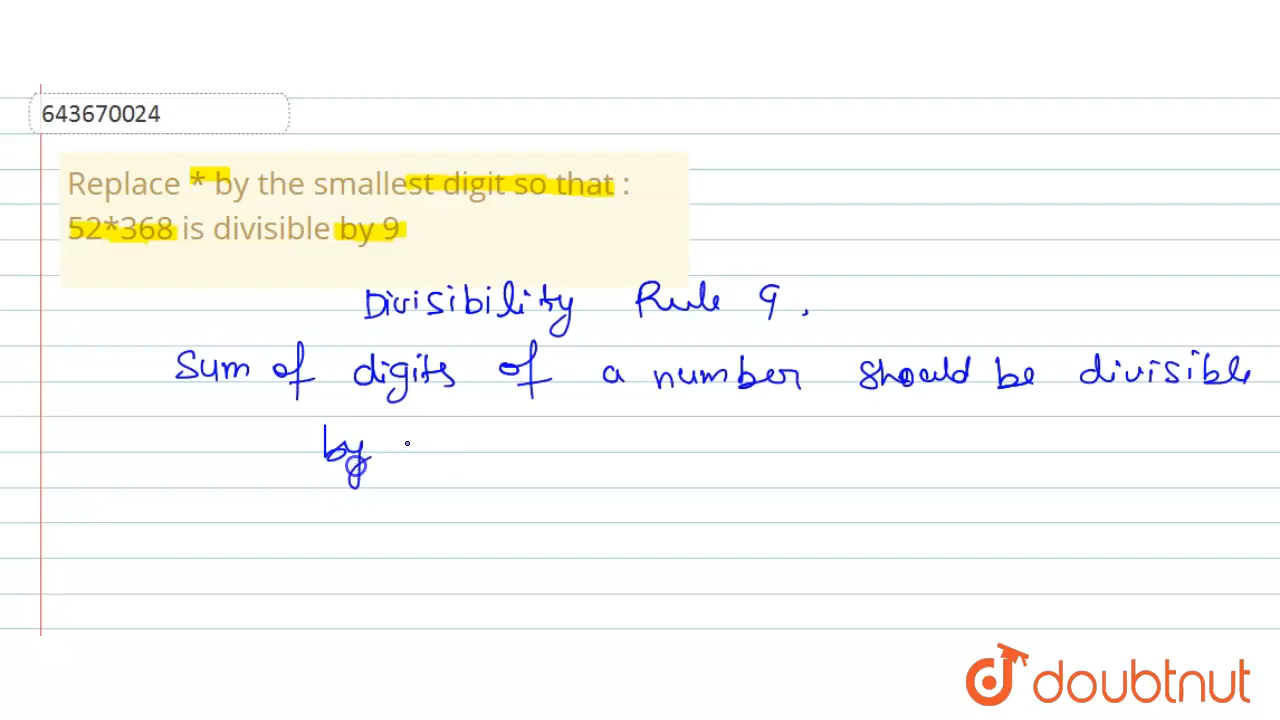 643670024
Replace * by the smallest digit so that :
52*368 is divisible by 9
Divisibility Rule 9.
Sum of digits of a number should be divisible
by
doubtnut